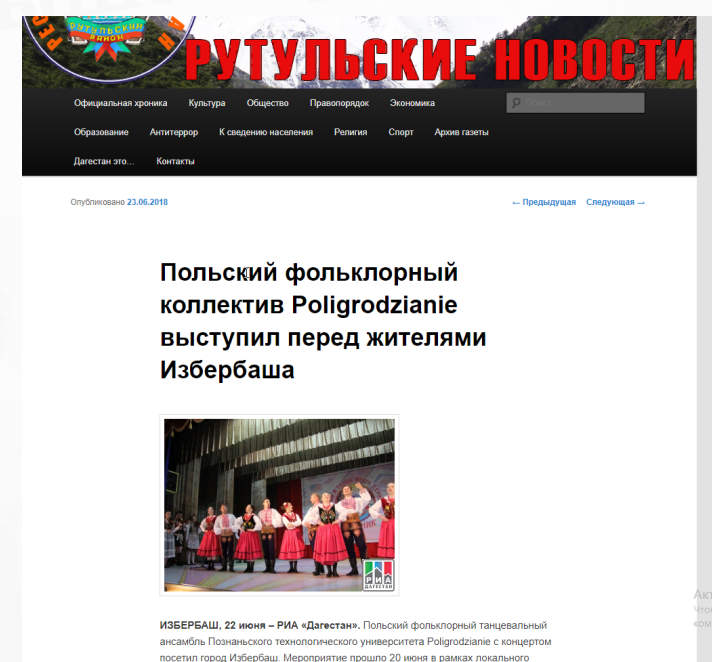 РУТУЛЬСКИЙ
РАЙОН
РУТУЛЬСКИЕ НОВОСТИ
Официальная хроника Культура Общество Правопорядок Экономика
Поиск
Образование Антитеррор К сведению населения Религия Спорт Архив газеты
Дагестан это... Контакты
Опубликовано 23.06.2018
← Предыдущая Следующая →
Польский фольклорный
коллектив Poligrodzianie
выступил перед жителями
Избербаша
РИА
ДАГЕСТАН
ИЗБЕРБАШ, 22 июня – РИА «Дагестан». Польский фольклорный танцевальный
ансамбль Познаньского технологического университета Poligrodzianie с концертом
посетил город Избербаш. Мероприятие прошло 20 июня в рамках локального